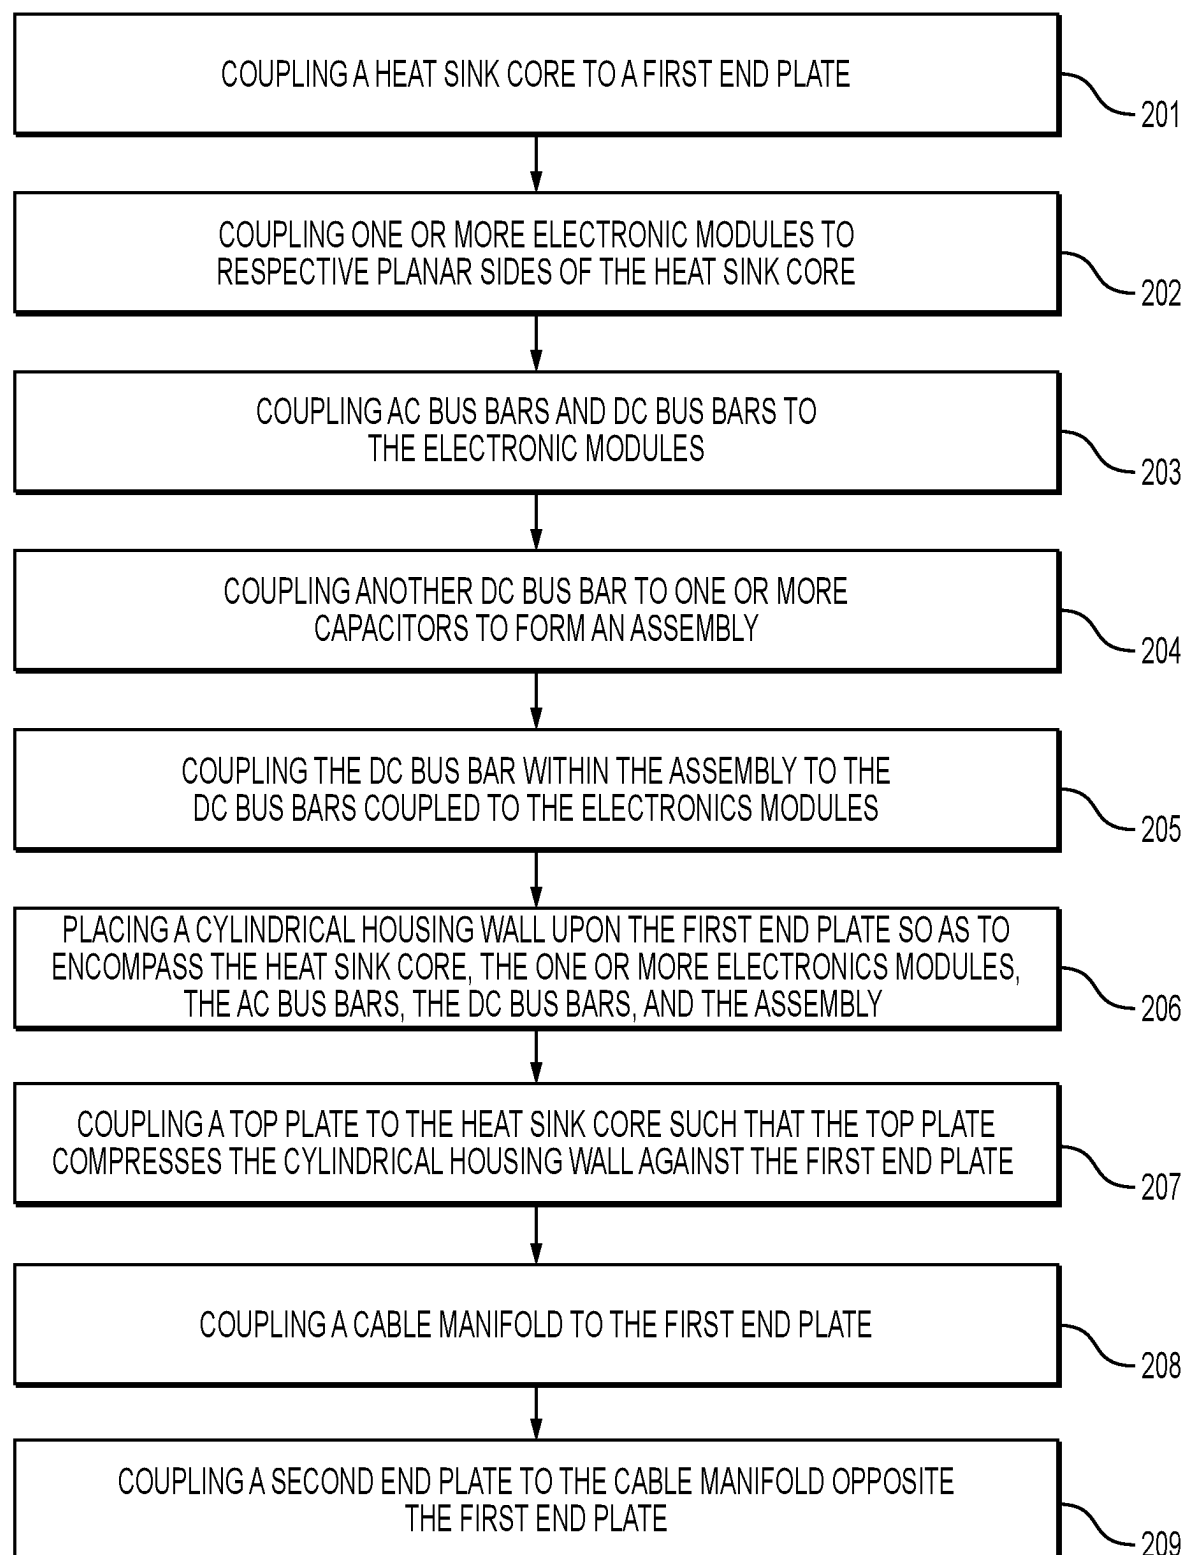 COUPLING A HEAT SINK CORE TO A FIRST END PLATE
201
COUPLING ONE OR MORE ELECTRONIC MODULES TO
RESPECTIVE PLANAR SIDES OF THE HEAT SINK CORE
202
COUPLING AC BUS BARS AND DC BUS BARS TO
THE ELECTRONIC MODULES
203
COUPLING ANOTHER DC BUS BAR TO ONE OR MORE
CAPACITORS TO FORM AN ASSEMBLY
204
COUPLING THE DC BUS BAR WITHIN THE ASSEMBLY TO THE
DC BUS BARS COUPLED TO THE ELECTRONICS MODULES
205
PLACING A CYLINDRICAL HOUSING WALL UPON THE FIRST END PLATE SO AS TO
ENCOMPASS THE HEAT SINK CORE, THE ONE OR MORE ELECTRONICS MODULES,
THE AC BUS BARS, THE DC BUS BARS, AND THE ASSEMBLY
206
COUPLING A TOP PLATE TO THE HEAT SINK CORE SUCH THAT THE TOP PLATE
COMPRESSES THE CYLINDRICAL HOUSING WALL AGAINST THE FIRST END PLATE
207
COUPLING A CABLE MANIFOLD TO THE FIRST END PLATE
208
COUPLING A SECOND END PLATE TO THE CABLE MANIFOLD OPPOSITE
THE FIRST END PLATE
209